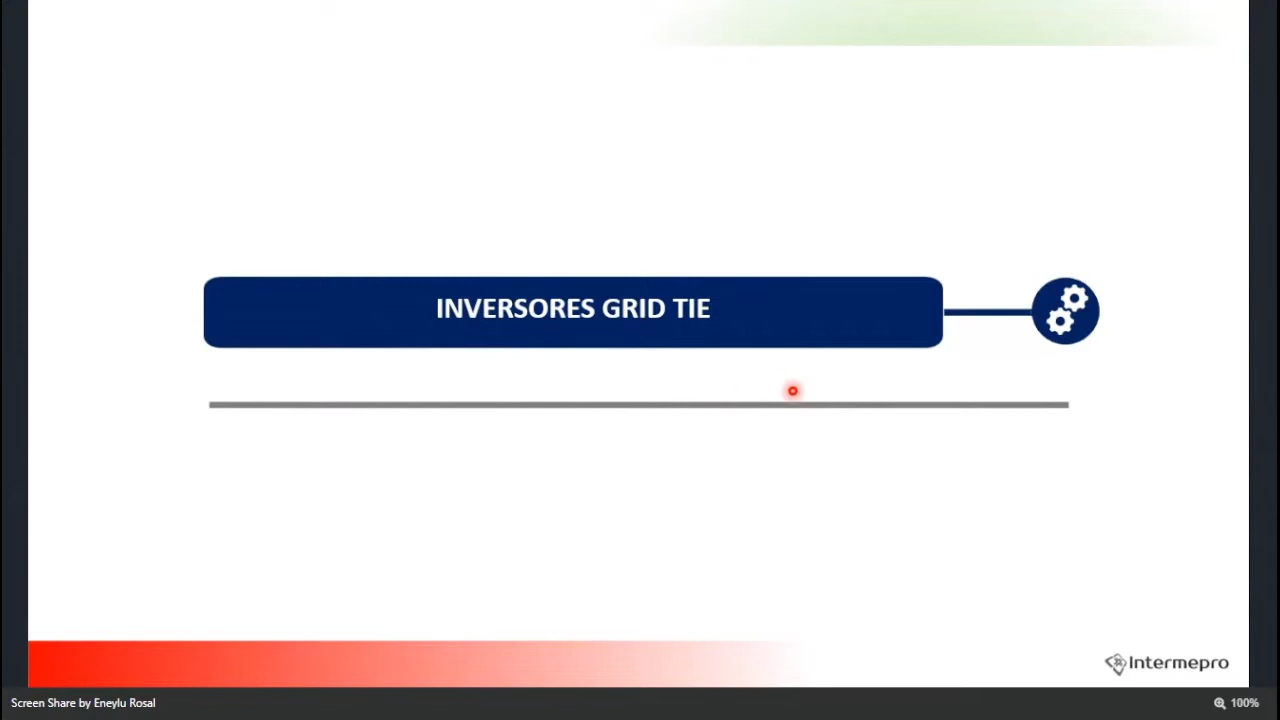 INVERSORES GRID TIE
Intermepro
Screen Share by Eneylu Rosal
100%